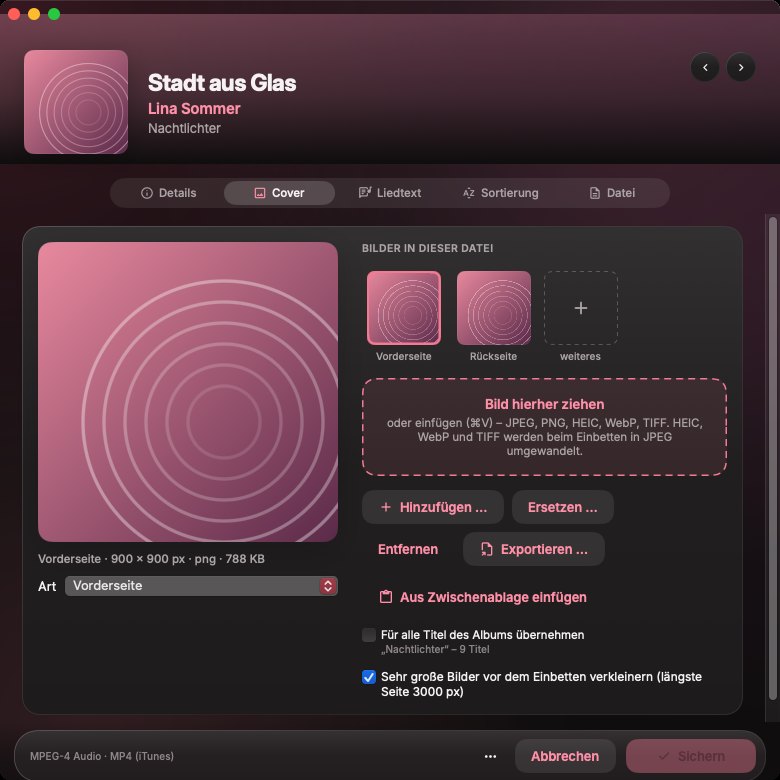 Stadt aus Glas
Lina Sommer
Nachtlichter
Details
Cover
Liedtext
Sortierung
Datei
BILDER IN DIESER DATEI
Vorderseite
Rückseite
weiteres
Bild hierher ziehen
oder einfügen (⌘V) – JPEG, PNG, HEIC, WebP, TIFF. HEIC,
WebP und TIFF werden beim Einbetten in JPEG
umgewandelt.
Hinzufügen …
Ersetzen …
Entfernen
Exportieren …
Aus Zwischenablage einfügen
Für alle Titel des Albums übernehmen
„Nachtlichter“ – 9 Titel
Sehr große Bilder vor dem Einbetten verkleinern (längste
Seite 3000 px)
Vorderseite · 900 × 900 px · png · 788 KB
Art
Vorderseite
MPEG-4 Audio · MP4 (iTunes)
Abbrechen
Sichern